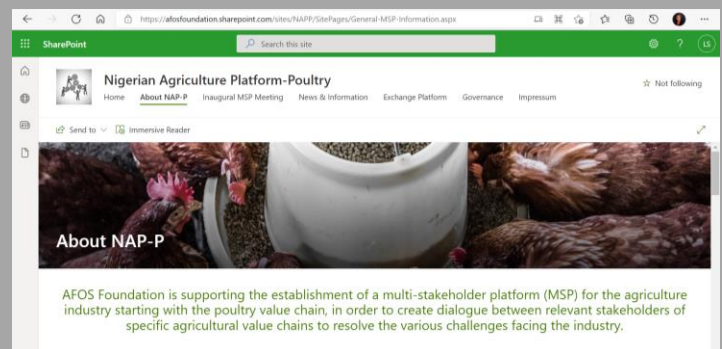 https://afosfoundation.sharepoint.com/sites/NAPP/SitePages/General-MSP-Information.aspx
SharePoint
Search this site
?
LS
Nigerian Agriculture Platform-Poultry
Not following
Home About NAP-P Inaugural MSP Meeting News & Information Exchange Platform Governance Impressum
Send to Immersive Reader
About NAP-P
AFOS Foundation is supporting the establishment of a multi-stakeholder platform (MSP) for the agriculture
industry starting with the poultry value chain, in order to create dialogue between relevant stakeholders of
specific agricultural value chains to resolve the various challenges facing the industry.